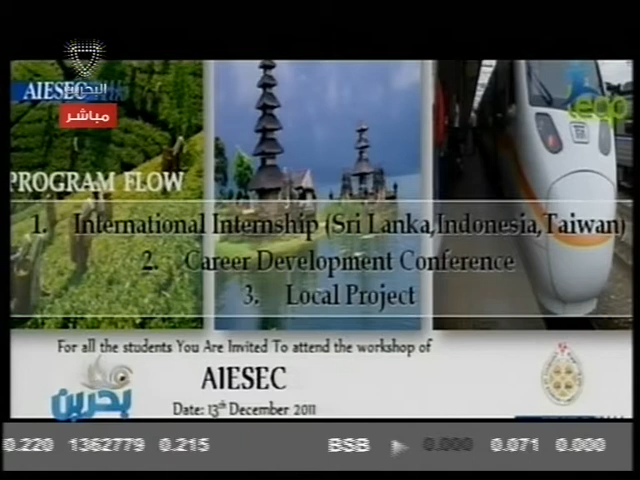 البحرين
AIESEC
مباشر
leap
PROGRAM FLOW
1. International Internship (Sri Lanka,Indonesia,Taiwan)
2. Career Development Conference
3. Local Project
For all the students You Are Invited To attend the workshop of
AIESEC
بحرين
Date: 13th December 2011
0.220 1362779 0.215 BSB 0.000 0.071 0.000